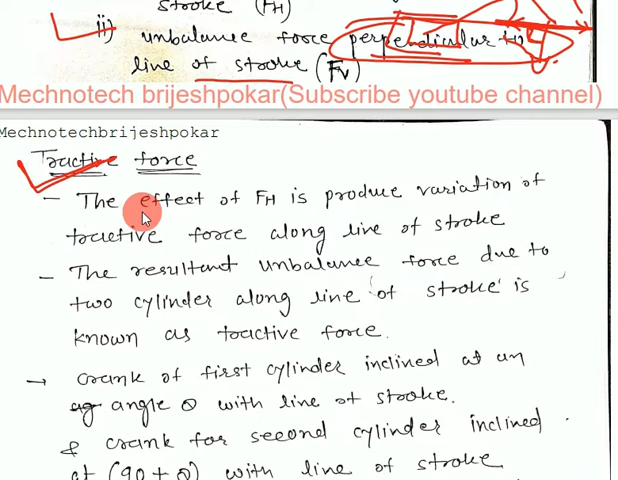 stroke (FH)
ii) unbalance force perpendicular to
line of stroke (Fv)
Mechnotech brijeshpokar(Subscribe youtube channel)
Mechnotechbrijeshpokar
Tractive force
- The effect of FH is produce variation of
tractive force along line of stroke
- The resultant unbalance force due to
two cylinder along line of stroke is
known as tractive force.
→ crank of first cylinder inclined at an
angle θ with line of stroke.
& crank for second cylinder inclined
at (90 + θ) with line of stroke